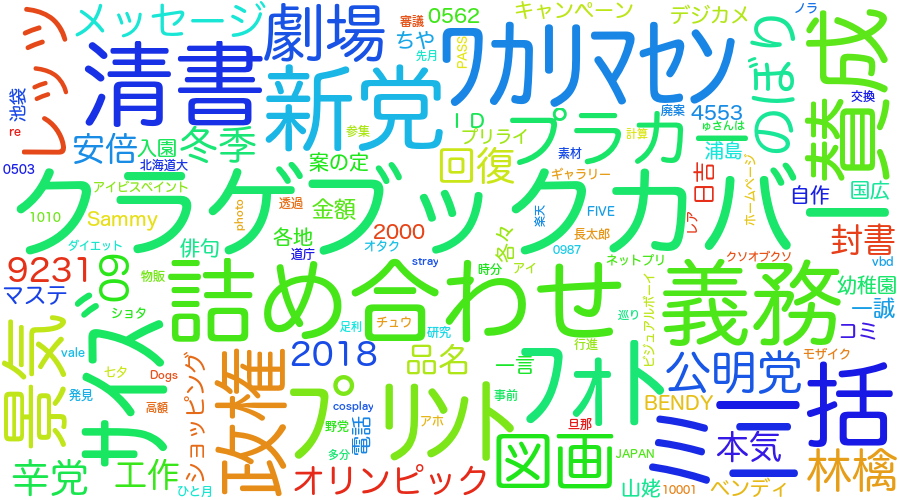 メッセージ
劇場
審議
0562
キャンペーン
デジカメ
ノラ
レッツ
清書
新党
ちや
先月
PASS
ワカリマセン
のぼり
賛成
池袋
re
0503
安倍
入園
冬季
北海道大
案の定
参集
回復
ID
プリライ
プラカード
廃案
4553
ゅさんは
計算
浦島
交換
素材
ギャラリー
日吉
ホームページ
自作
国広
アイビスペイント
クラゲブックカバー
1010
Sammy
photo
透過
金額
2000
オタク
各地
道庁
俳句
ダイエット
各々
楽天
FIVE
長太郎
0987
レア
封書
vbd
9231
09
物販
マステ
ショタ
詰め合わせ
stray
時分
アイ
ネットプリ
ビジュアルボーイ
義務
クソオブクソ
幼稚園
一誠
コミ
景気
サイズ
足利
チュウ
研究
巡り
行進
モザイク
公明党
2018
品名
一言
フォト
vale
七夕
Dogs
発見
高額
ショッピング
政権
プリント
cosplay
野党
電話
多分
アホ
事前
旦那
BENDY
ミニ
本気
一括
辛党
工作
ひと月
オリンピック
図画
JAPAN
山姥
10001
ベンディ
林檎